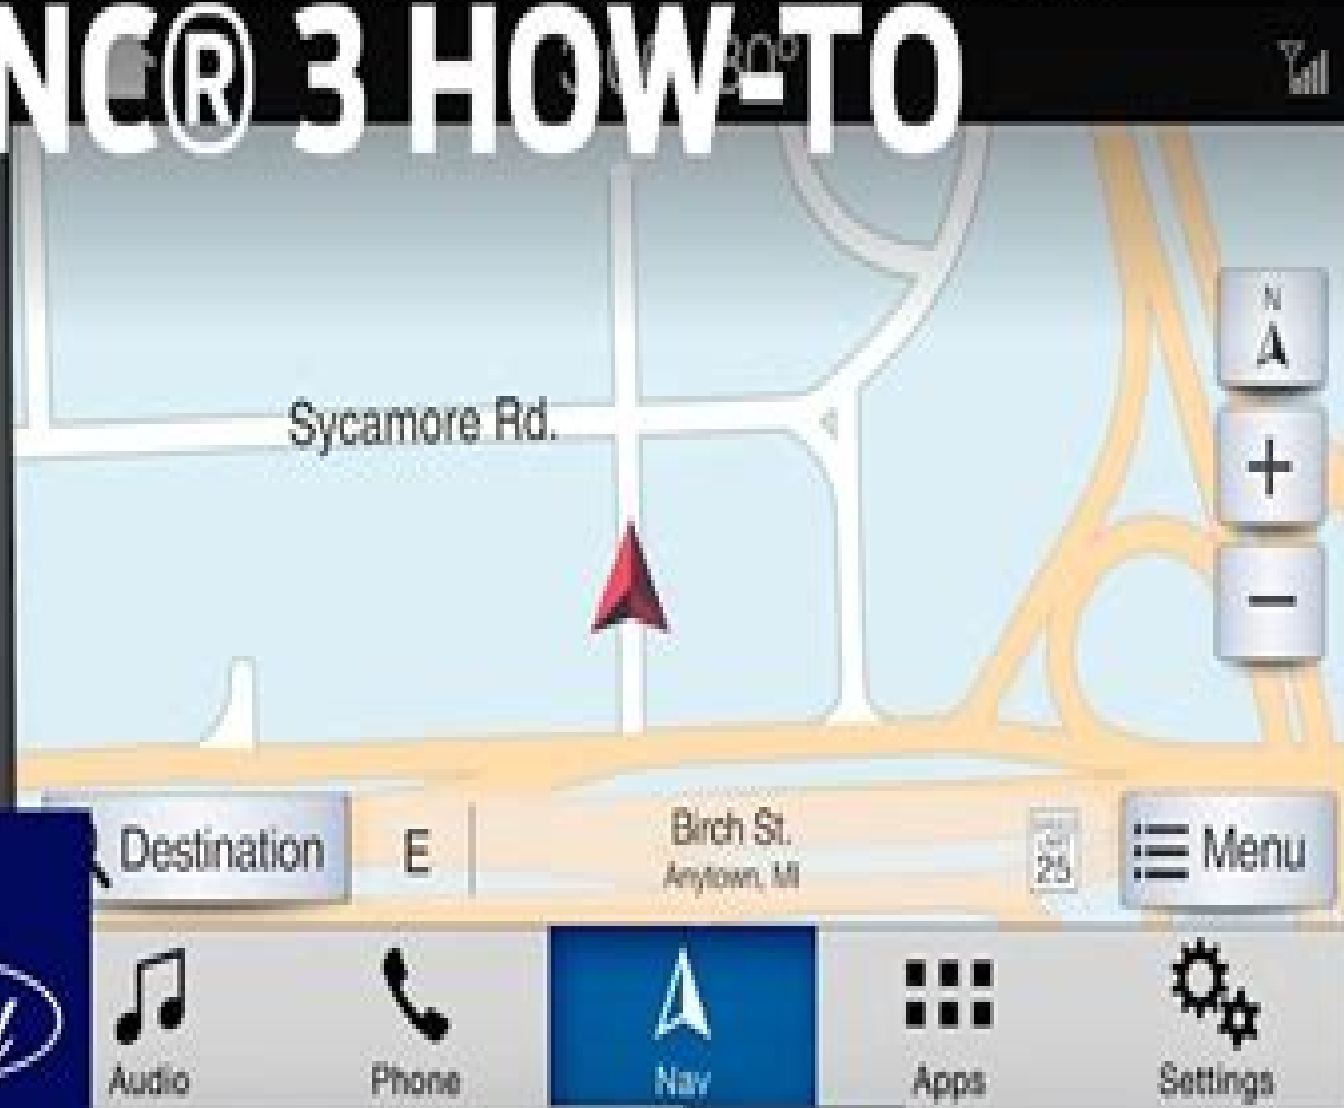 NC® 3 HOW-TO
N
Sycamore Rd.
+
−
Destination
E
Birch St.
Anytown, MI
25
Menu
Audio
Phone
Nav
Apps
Settings